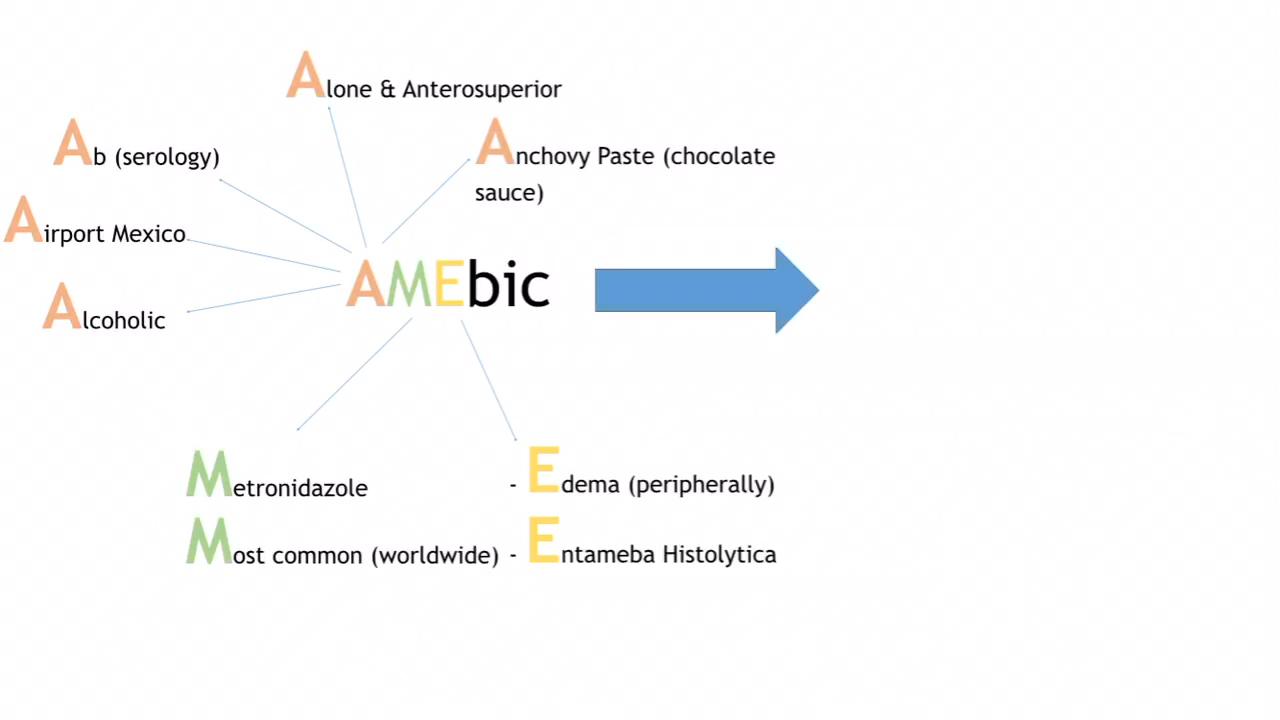 Alone & Anterosuperior
Ab (serology)
Anchovy Paste (chocolate
sauce)
Airport Mexico
AMEbic
Alcoholic
Metronidazole
- Edema (peripherally)
Most common (worldwide)
- Entameba Histolytica